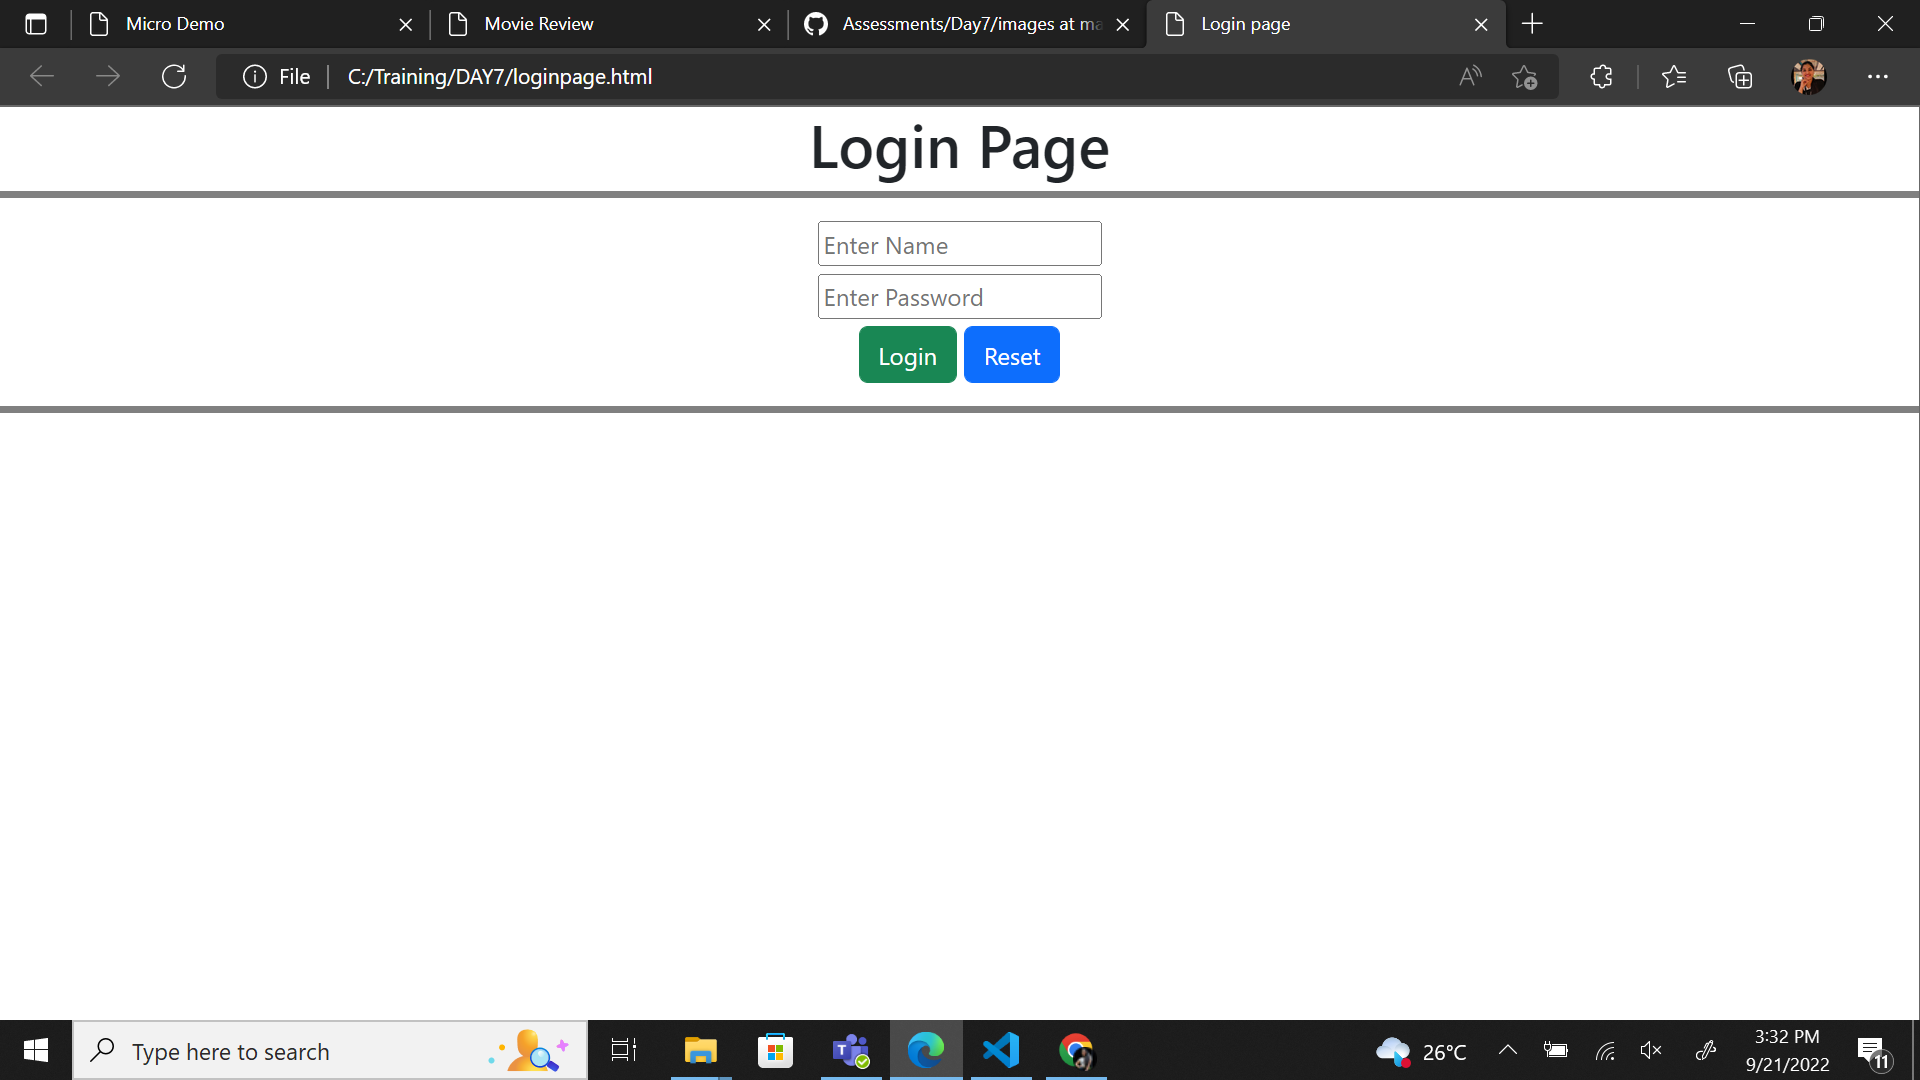 Micro Demo
Movie Review
Assessments/Day7/images at ma
Login page
File
C:/Training/DAY7/loginpage.html
Login Page
Enter Name
Enter Password
Login Reset
Type here to search
26°C
3:32 PM
9/21/2022
11